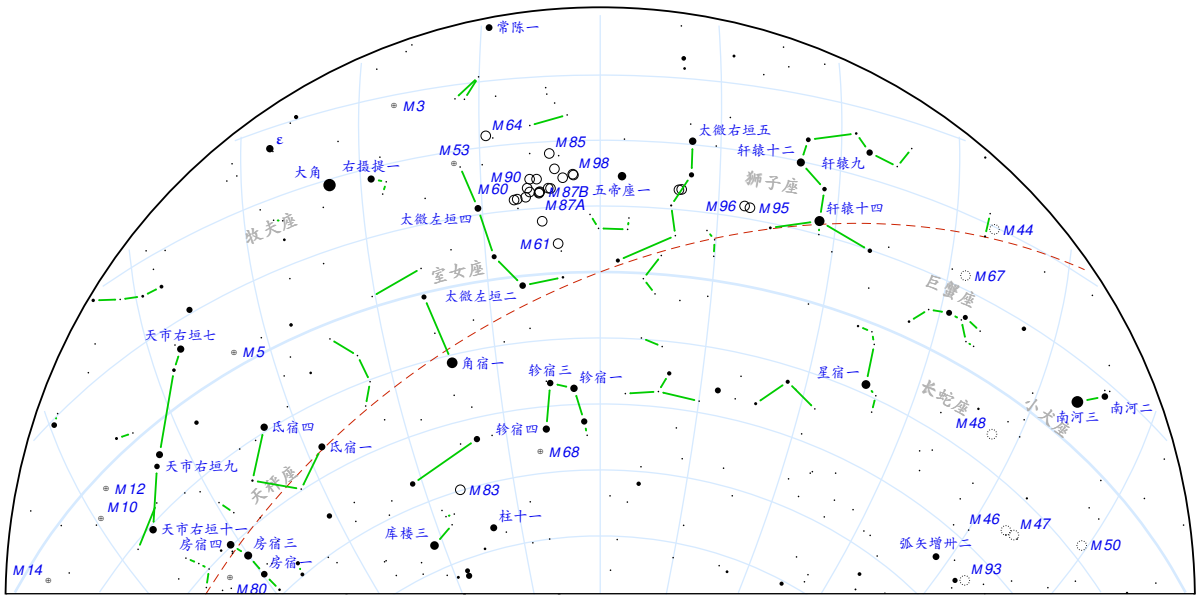 常陈一
M3
M64
ε
M85
太微右垣五
M53
大角
右摄提一
M98
轩辕十二
轩辕九
M90
M60
M87B
五帝座一
狮子座
M87A
M96
M95
轩辕十四
太微左垣四
牧夫座
M61
M44
室女座
M67
巨蟹座
太微左垣二
天市右垣七
M5
角宿一
轸宿三
轸宿一
星宿一
长蛇座
小犬座
南河三
南河二
氐宿四
轸宿四
M48
氐宿一
M68
天市右垣九
天秤座
M12
M83
M10
柱十一
M46
M47
天市右垣十一
库楼三
房宿四
房宿三
弧矢增卅二
M50
房宿一
M14
M93
M80